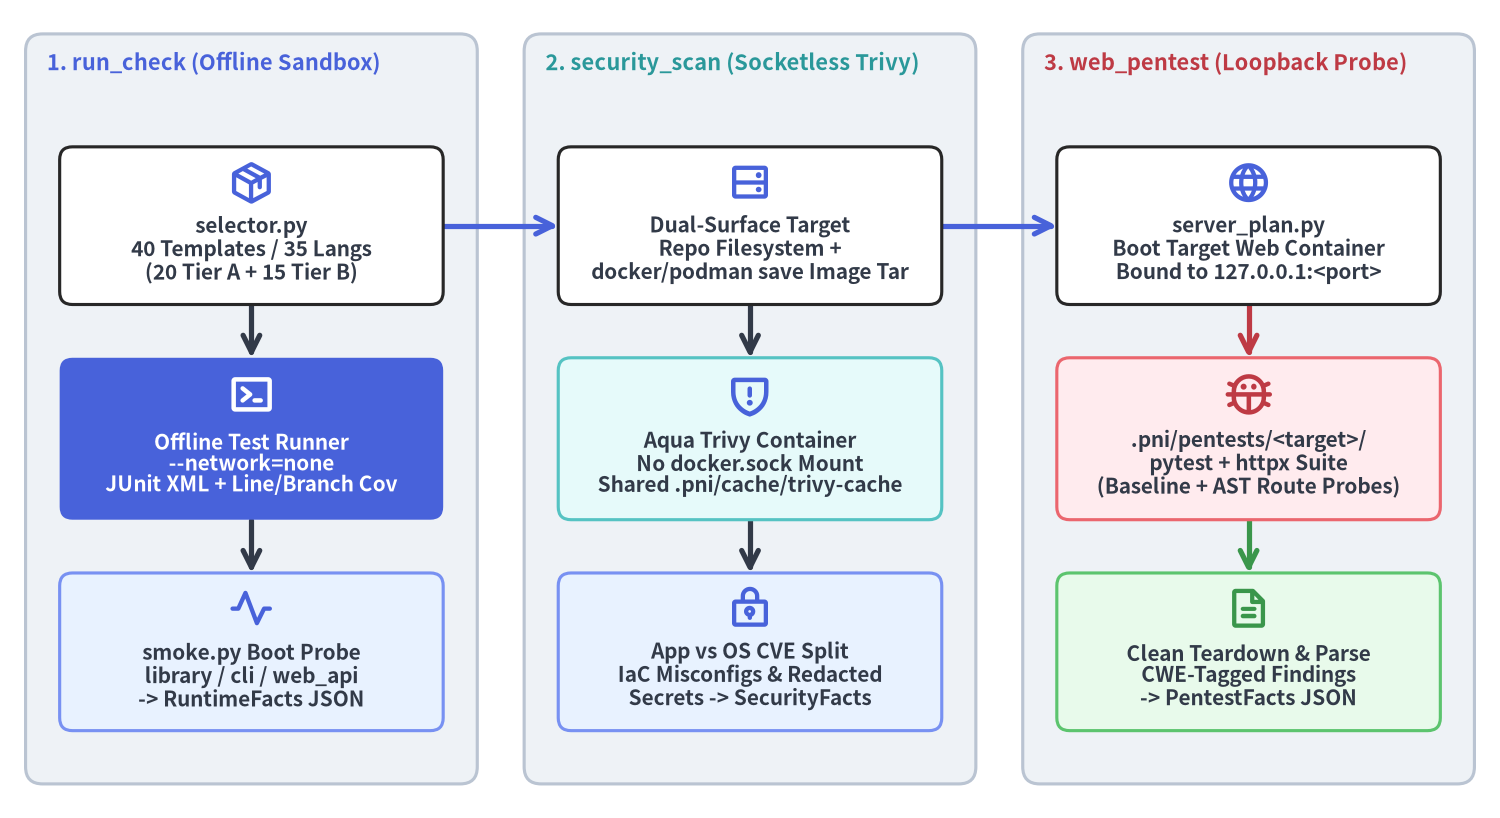 1. run_check (Offline Sandbox)
selector.py
40 Templates / 35 Langs
(20 Tier A + 15 Tier B)
Offline Test Runner
--network=none
JUnit XML + Line/Branch Cov
smoke.py Boot Probe
library / cli / web_api
-> RuntimeFacts JSON
2. security_scan (Socketless Trivy)
Dual-Surface Target
Repo Filesystem +
docker/podman save Image Tar
Aqua Trivy Container
No docker.sock Mount
Shared .pni/cache/trivy-cache
App vs OS CVE Split
IaC Misconfigs & Redacted
Secrets -> SecurityFacts
3. web_pentest (Loopback Probe)
server_plan.py
Boot Target Web Container
Bound to 127.0.0.1:<port>
.pni/pentests/<target>/
pytest + httpx Suite
(Baseline + AST Route Probes)
Clean Teardown & Parse
CWE-Tagged Findings
-> PentestFacts JSON